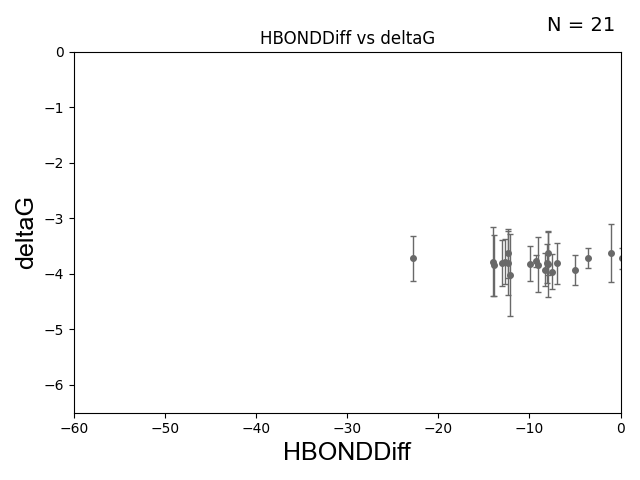 N = 21
HBONDDiff vs deltaG
0
−1
−2
−3
−4
−5
−6
deltaG
−60 −50 −40 −30 −20 −10 0
HBONDDiff